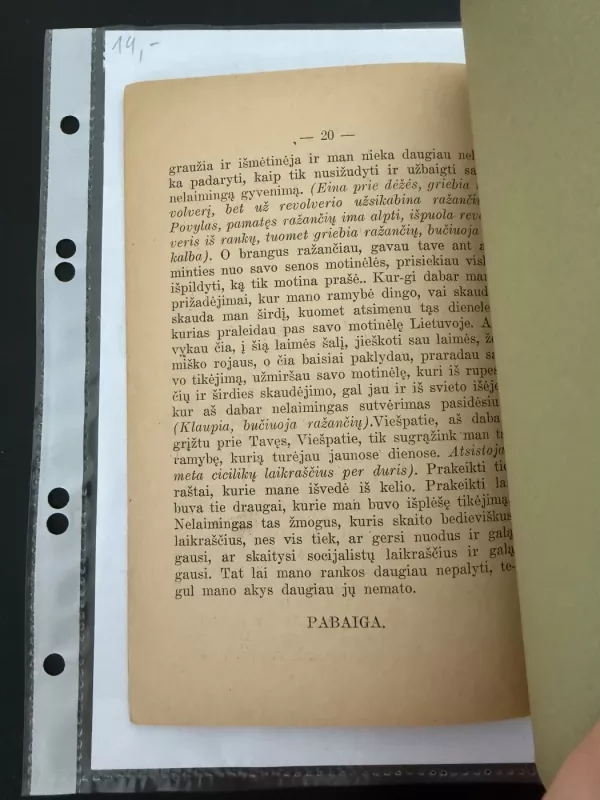 14,-
— 20 —
graužia ir išmėtinėja ir man nieka daugiau nel
ka padaryti, kaip tik nusižudyti ir užbaigti sa
nelaimingą gyvenimą. (Eina prie dėžės, griebia
volverį, bet už revolverio užsikabina ražanči
Povylas, pamatęs ražančių ima alpti, išpuola rev
veris iš rankų, tuomet griebia ražančių, bučiuoja
kalba). O brangus ražančiau, gavau tave ant a
minties nuo savo senos motinėlės, prisiekiau vis
išpildyti, ką tik motina prašė.. Kur-gi dabar man
prižadėjimai, kur mano ramybė dingo, vai skaud
skauda man širdį, kuomet atsimenu tąs dienele
kurias praleidau pas savo motinėlę Lietuvoje. A
vykau čia, į šią laimės šalį, jieškoti sau laimės, ž
miško rojaus, o čia baisiai paklydau, praradau sa
vo tikėjimą, užmiršau savo motinėlę, kuri iš rupes
čių ir širdies skaudėjimo, gal jau ir iš svieto išėj
kur aš dabar nelaimingas sutvėrimas pasidėsiu
(Klaupia, bučiuoja ražančių).Viešpatie, aš daba
grįžtu prie Tavęs, Viešpatie, tik sugrąžink man t
ramybę, kurią turėjau jaunose dienose. Atsistoja
meta cicilikų laikraščius per duris). Prakeikti tie
raštai, kurie mane išvedė iš kelio. Prakeikti lai
buva tie draugai, kurie man buvo išplėšę tikėjimą
Nelaimingas tas žmogus, kuris skaito bedieviškus
laikraščius, nes vis tiek, ar gersi nuodus ir galą
gausi, ar skaitysi socijalistų laikraščius ir galą
gausi. Tat lai mano rankos daugiau nepalyti, te-
gul mano akys daugiau jų nemato.
PABAIGA.